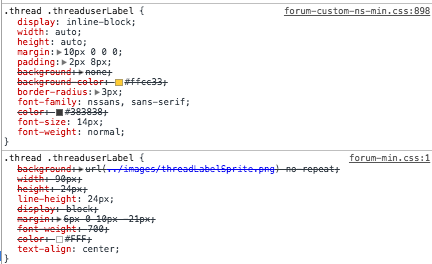 .thread .threaduserLabel { forum-custom-ns-min.css:898
display: inline-block;
width: auto;
height: auto;
margin:▶10px 0 0 0;
padding:▶2px 8px;
background:▶none;
background-color: #ffcc33;
border-radius:▶3px;
font-family: nssans, sans-serif;
color: #383838;
font-size: 14px;
font-weight: normal;
}
.thread .threaduserLabel { forum-min.css:1
background:▶url(../images/threadLabelSprite.png) no-repeat;
width: 90px;
height: 24px;
line-height: 24px;
display: block;
margin:▶6px 0 10px -21px;
font-weight: 700;
color: #FFF;
text-align: center;
}